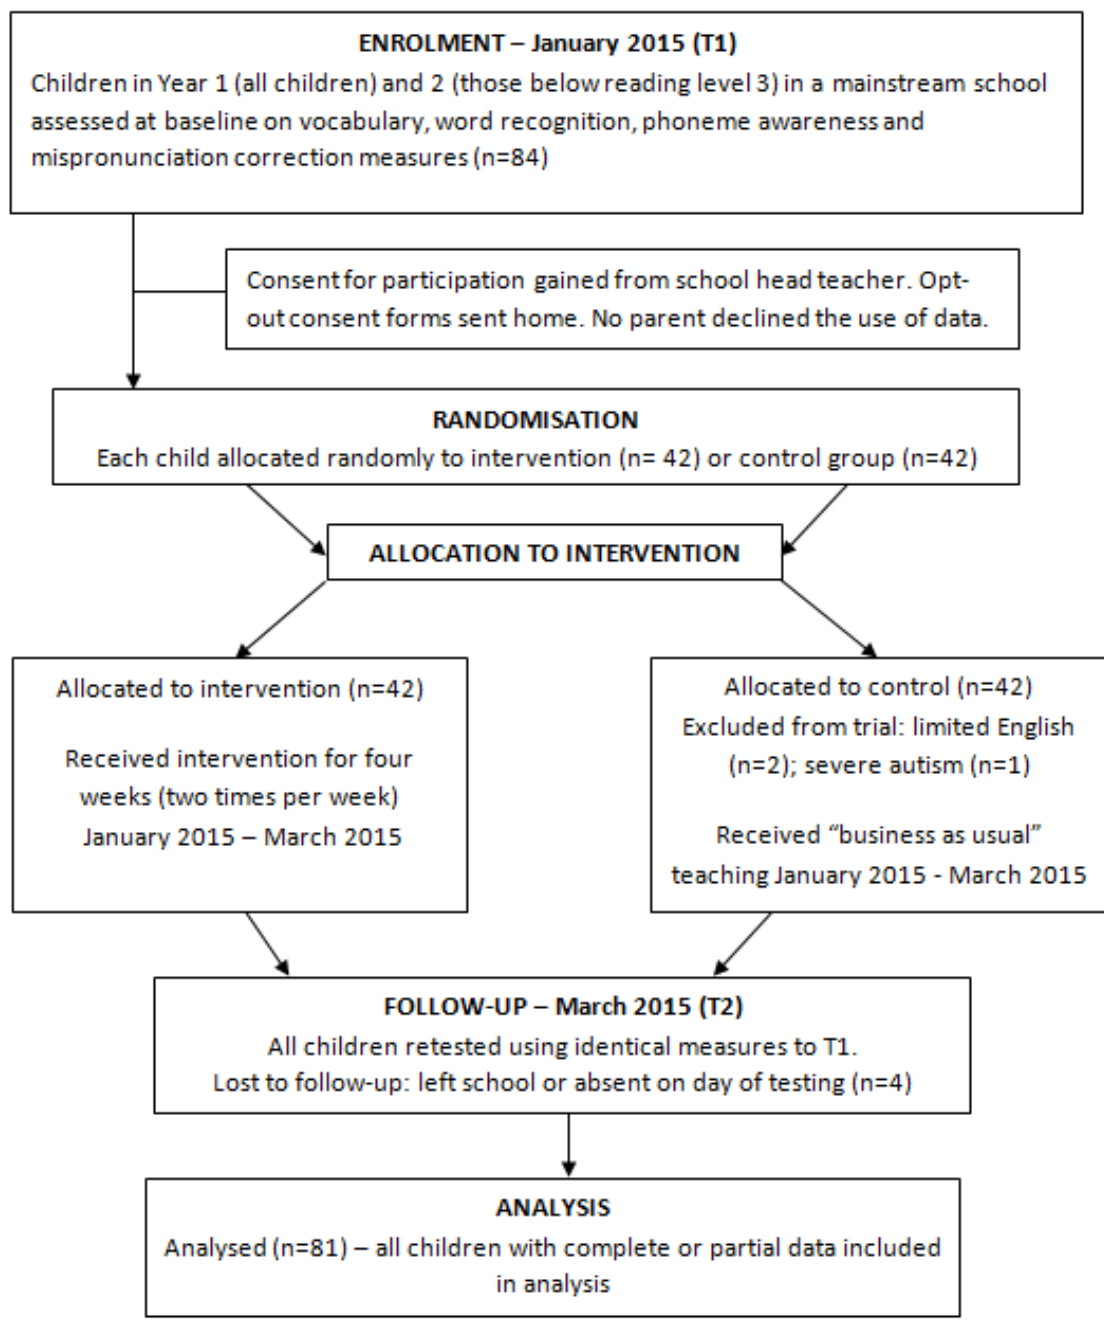 ENROLMENT – January 2015 (T1)
Children in Year 1 (all children) and 2 (those below reading level 3) in a mainstream school
assessed at baseline on vocabulary, word recognition, phoneme awareness and
mispronunciation correction measures (n=84)
Consent for participation gained from school head teacher. Opt-
out consent forms sent home. No parent declined the use of data.
RANDOMISATION
Each child allocated randomly to intervention (n= 42) or control group (n=42)
ALLOCATION TO INTERVENTION
Allocated to intervention (n=42)
Received intervention for four
weeks (two times per week)
January 2015 – March 2015
Allocated to control (n=42)
Excluded from trial: limited English
(n=2); severe autism (n=1)
Received “business as usual”
teaching January 2015 - March 2015
FOLLOW-UP – March 2015 (T2)
All children retested using identical measures to T1.
Lost to follow-up: left school or absent on day of testing (n=4)
ANALYSIS
Analysed (n=81) – all children with complete or partial data included
in analysis